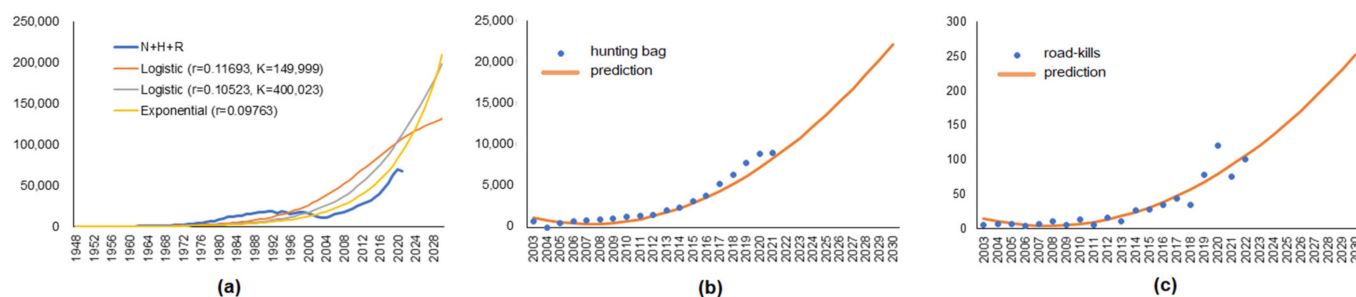 250,000
200,000
150,000
100,000
50,000
0
N+H+R
Logistic (r=0.11693, K=149,999)
Logistic (r=0.10523, K=400,023)
Exponential (r=0.09763)
1948 1952 1956 1960 1964 1968 1972 1976 1980 1984 1988 1992 1996 2000 2004 2008 2012 2016 2020 2024 2028
(a)
25,000
20,000
15,000
10,000
5,000
0
hunting bag
prediction
2003 2004 2005 2006 2007 2008 2009 2010 2011 2012 2013 2014 2015 2016 2017 2018 2019 2020 2021 2022 2023 2024 2025 2026 2027 2028 2029 2030
(b)
300
250
200
150
100
50
0
road-kills
prediction
2003 2004 2005 2006 2007 2008 2009 2010 2011 2012 2013 2014 2015 2016 2017 2018 2019 2020 2021 2022 2023 2024 2025 2026 2027 2028 2029 2030
(c)